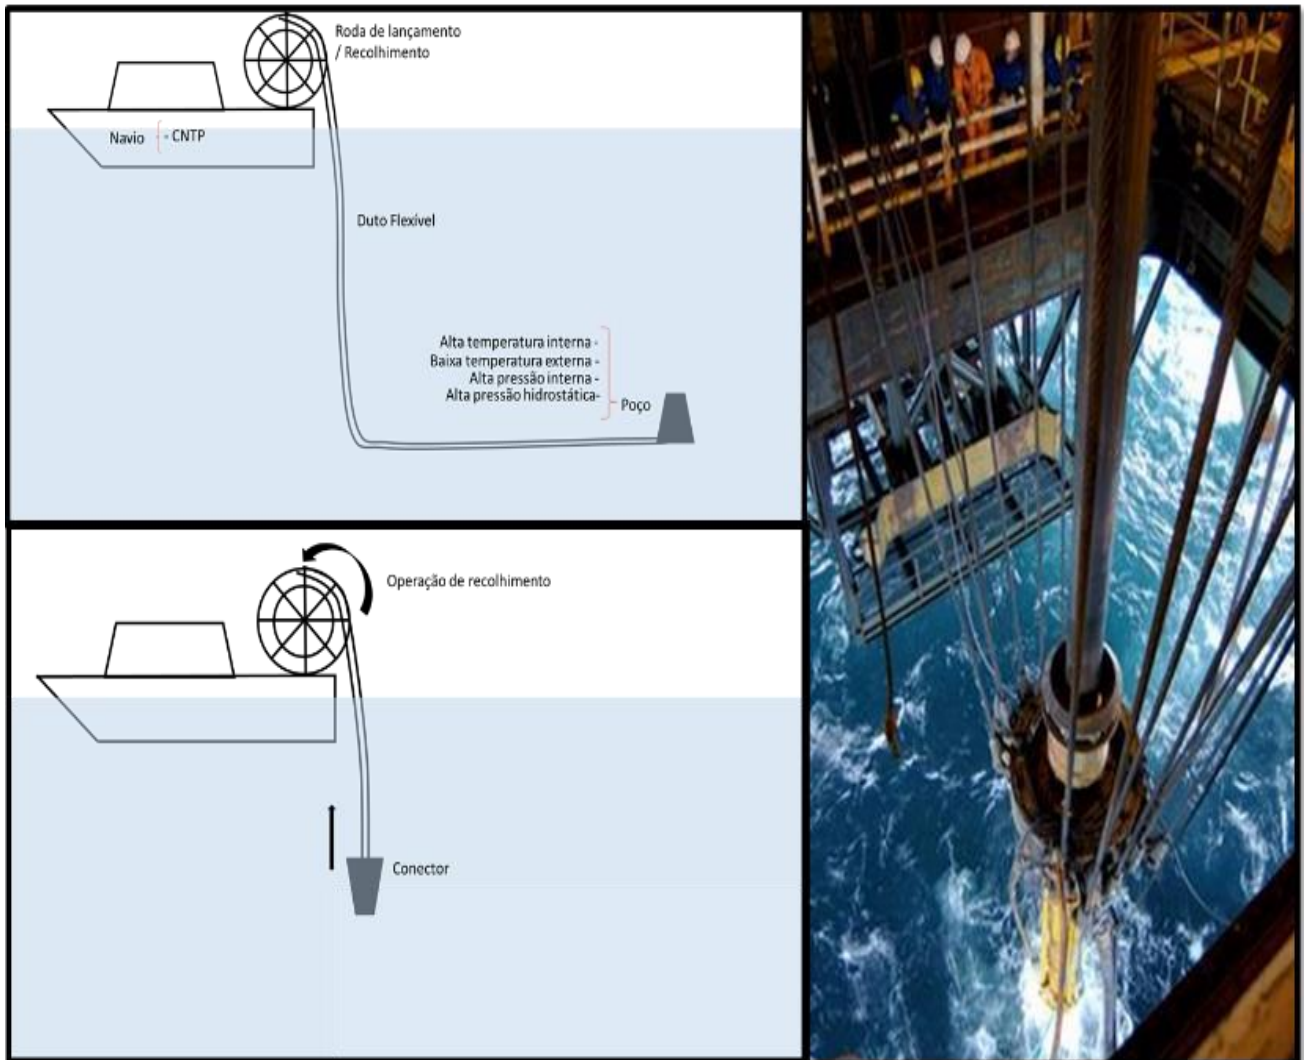 Roda de lançamento
/ Recolhimento
Navio
CNTP
Duto Flexível
Alta temperatura interna -
Baixa temperatura externa -
Alta pressão interna -
Alta pressão hidrostática-
Poço
Operação de recolhimento
Conector